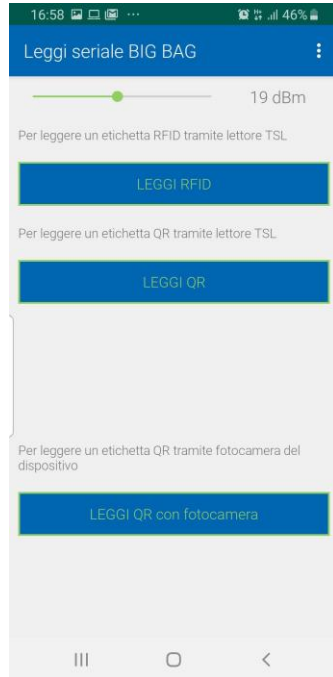 16:58 ... 46%
Leggi seriale BIG BAG
19 dBm
Per leggere un etichetta RFID tramite lettore TSL
LEGGI RFID
Per leggere un etichetta QR tramite lettore TSL
LEGGI QR
Per leggere un etichetta QR tramite fotocamera del
dispositivo
LEGGI QR con fotocamera